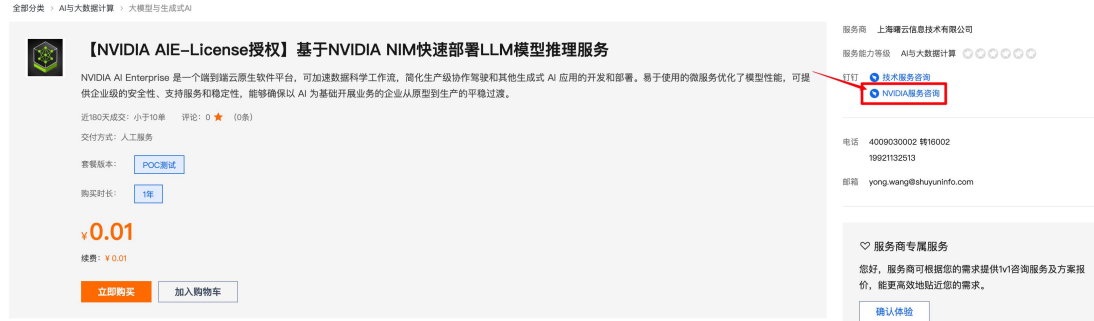 全部分类 > AI与大数据计算 > 大模型与生成式AI
【NVIDIA AIE-License授权】基于NVIDIA NIM快速部署LLM模型推理服务
NVIDIA AI Enterprise 是一个端到端云原生软件平台，可加速数据科学工作流，简化生产级协作驾驶和其他生成式 AI 应用的开发和部署。易于使用的微服务优化了模型性能，可提
供企业级的安全性、支持服务和稳定性，能够确保以 AI 为基础开展业务的企业从原型到生产的平稳过渡。
近180天成交：小于10单 评论：0 ★ （0条）
交付方式：人工服务
套餐版本： POC测试
购买时长： 1年
¥0.01
续费：¥ 0.01
立即购买 加入购物车
服务商 上海曙云信息技术有限公司
服务能力等级 AI与大数据计算
钉钉 技术服务咨询
NVIDIA服务咨询
电话 4009030002 转16002
19921132513
邮箱 yong.wang@shuyuninfo.com
♡ 服务商专属服务
您好，服务商可根据您的需求提供1v1咨询服务及方案报
价，能更高效地贴近您的需求。
确认体验